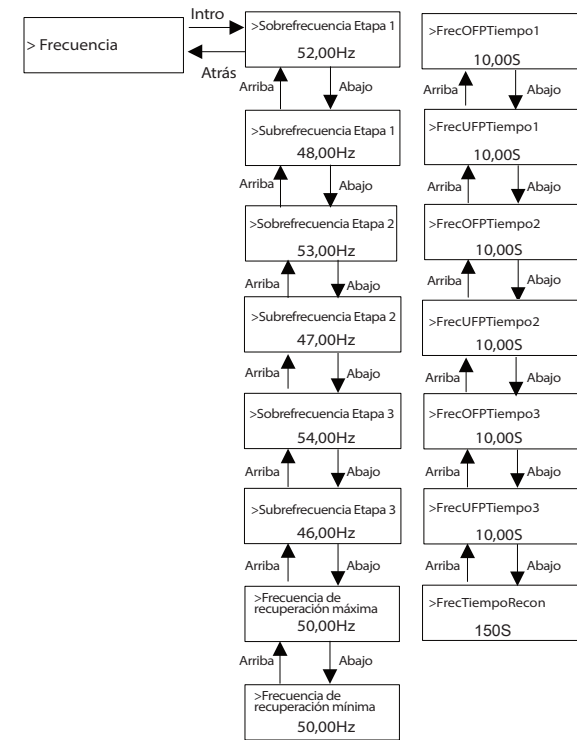 > Frecuencia
Intro
Atrás
>Sobrefrecuencia Etapa 1
52,00Hz
Arriba
Abajo
>Subrefrecuencia Etapa 1
48,00Hz
Arriba
Abajo
>Sobrefrecuencia Etapa 2
53,00Hz
Arriba
Abajo
>Subrefrecuencia Etapa 2
47,00Hz
Arriba
Abajo
>Sobrefrecuencia Etapa 3
54,00Hz
Arriba
Abajo
>Subrefrecuencia Etapa 3
46,00Hz
Arriba
Abajo
>Frecuencia de
recuperación máxima
50,00Hz
Arriba
Abajo
>Frecuencia de
recuperación mínima
50,00Hz
>FrecOFPTiempo1
10,00S
Arriba
Abajo
>FrecUFPTiempo1
10,00S
Arriba
Abajo
>FrecOFPTiempo2
10,00S
Arriba
Abajo
>FrecUFPTiempo2
10,00S
Arriba
Abajo
>FrecOFPTiempo3
10,00S
Arriba
Abajo
>FrecUFPTiempo3
10,00S
Arriba
Abajo
>FrecTiempoRecon
150S